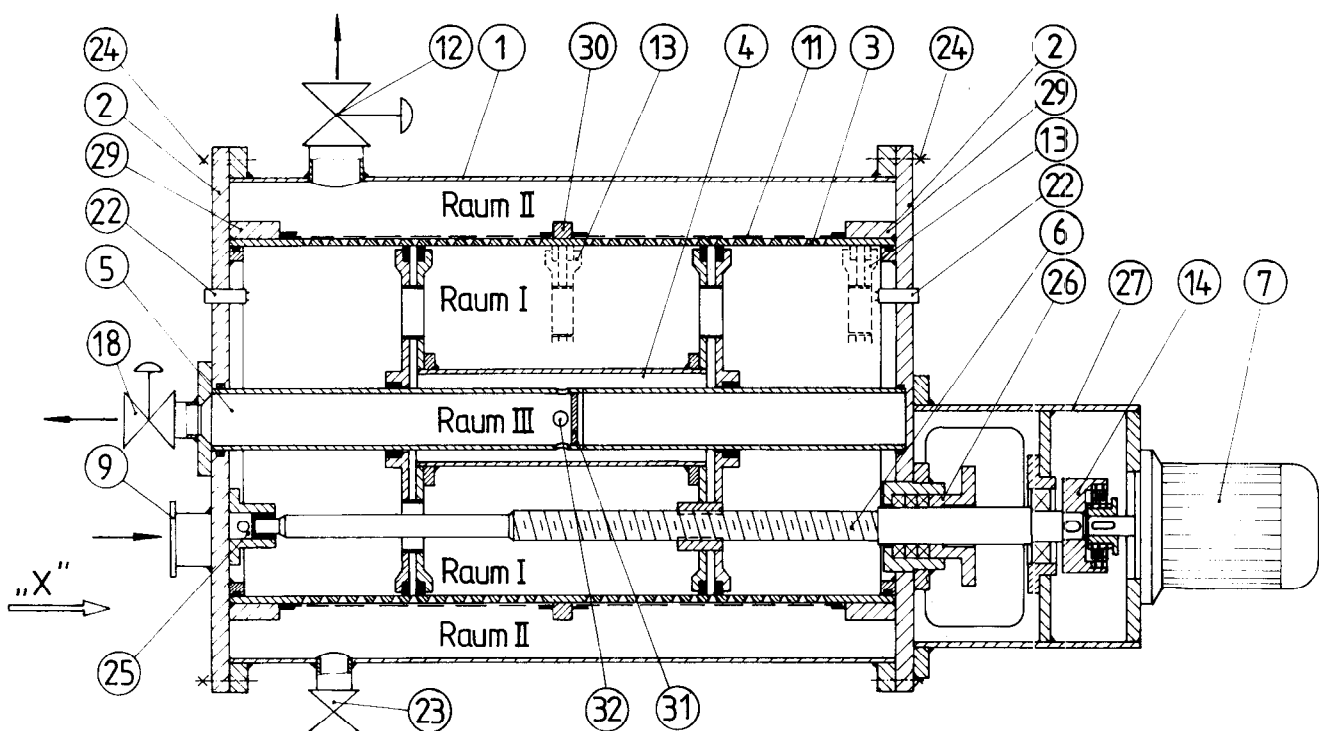 24 12 1 30 13 4 11 3 2 24
2 29
29 13
22 Raum II 22
5 Raum I 6 26 27 14 7
18
Raum III
9
Raum I
„X"
Raum II
25 23 32 31